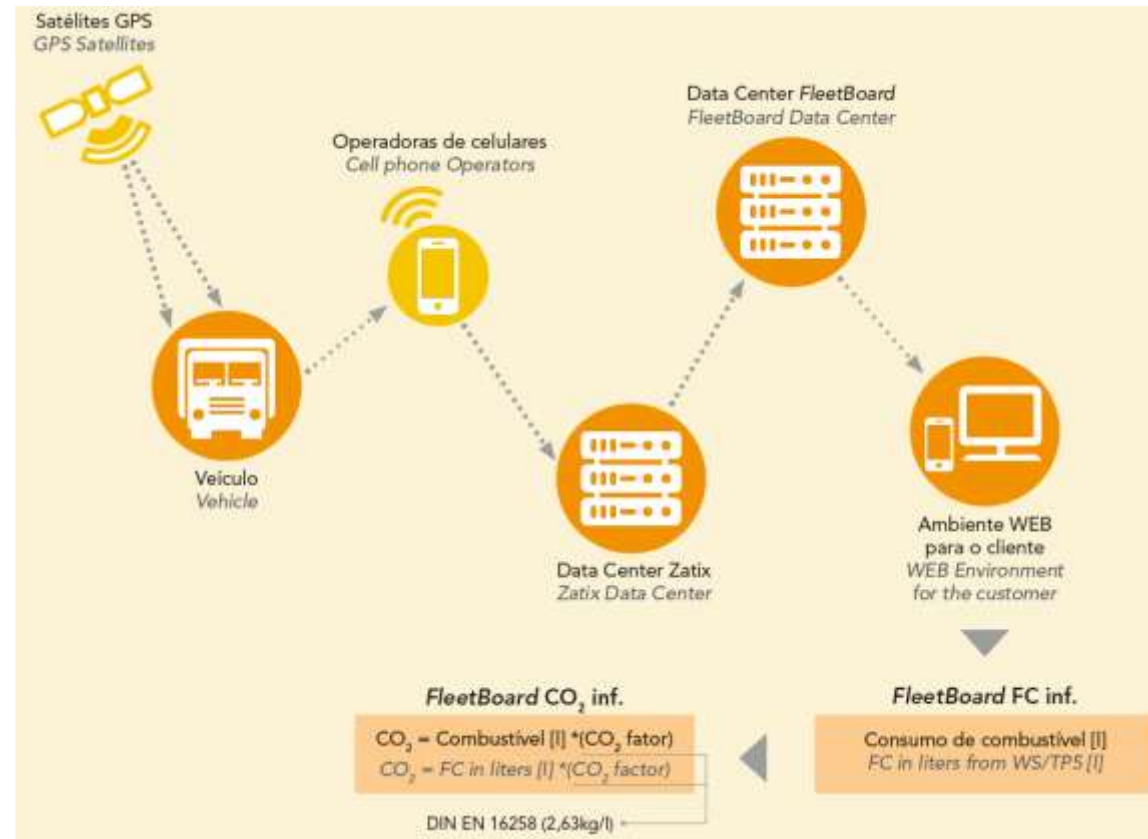 Satélites GPS
GPS Satellites
Operadoras de celulares
Cell phone Operators
Data Center FleetBoard
FleetBoard Data Center
Veículo
Vehicle
Data Center Zatix
Zatix Data Center
Ambiente WEB
para o cliente
WEB Environment
for the customer
FleetBoard CO₂ inf.
CO₂ = Combustível [l] *(CO₂ fator)
CO₂ = FC in liters [l] *(CO₂ factor)
DIN EN 16258 (2,63kg/l)
FleetBoard FC inf.
Consumo de combustível [l]
FC in liters from WS/TP5 [l]